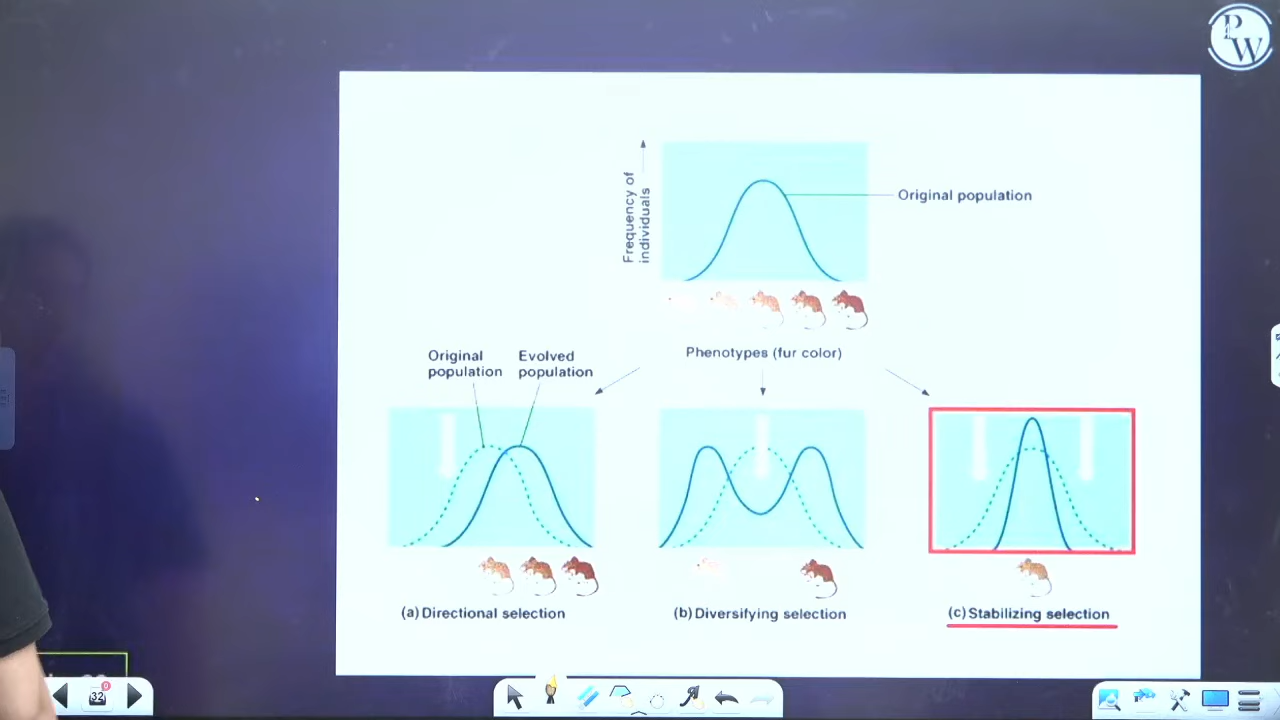 PW
Frequency of
individuals
Original population
Phenotypes (fur color)
Original
population
Evolved
population
(a) Directional selection
(b) Diversifying selection
(c) Stabilizing selection
32